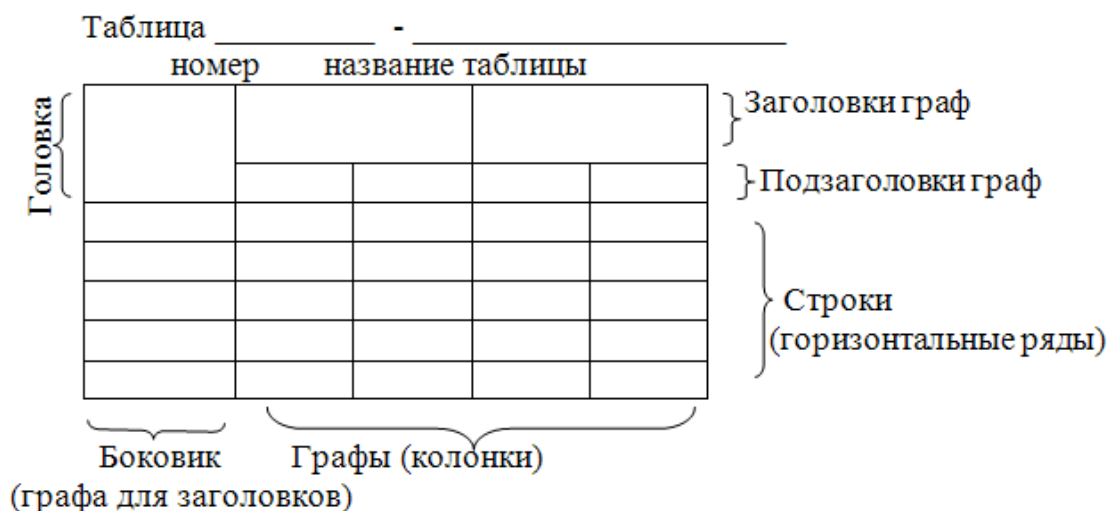 Таблица __________ - ________________________
номер название таблицы
Головка
Заголовки граф
Подзаголовки граф
Строки
(горизонтальные ряды)
Боковик
(графа для заголовков)
Графы (колонки)